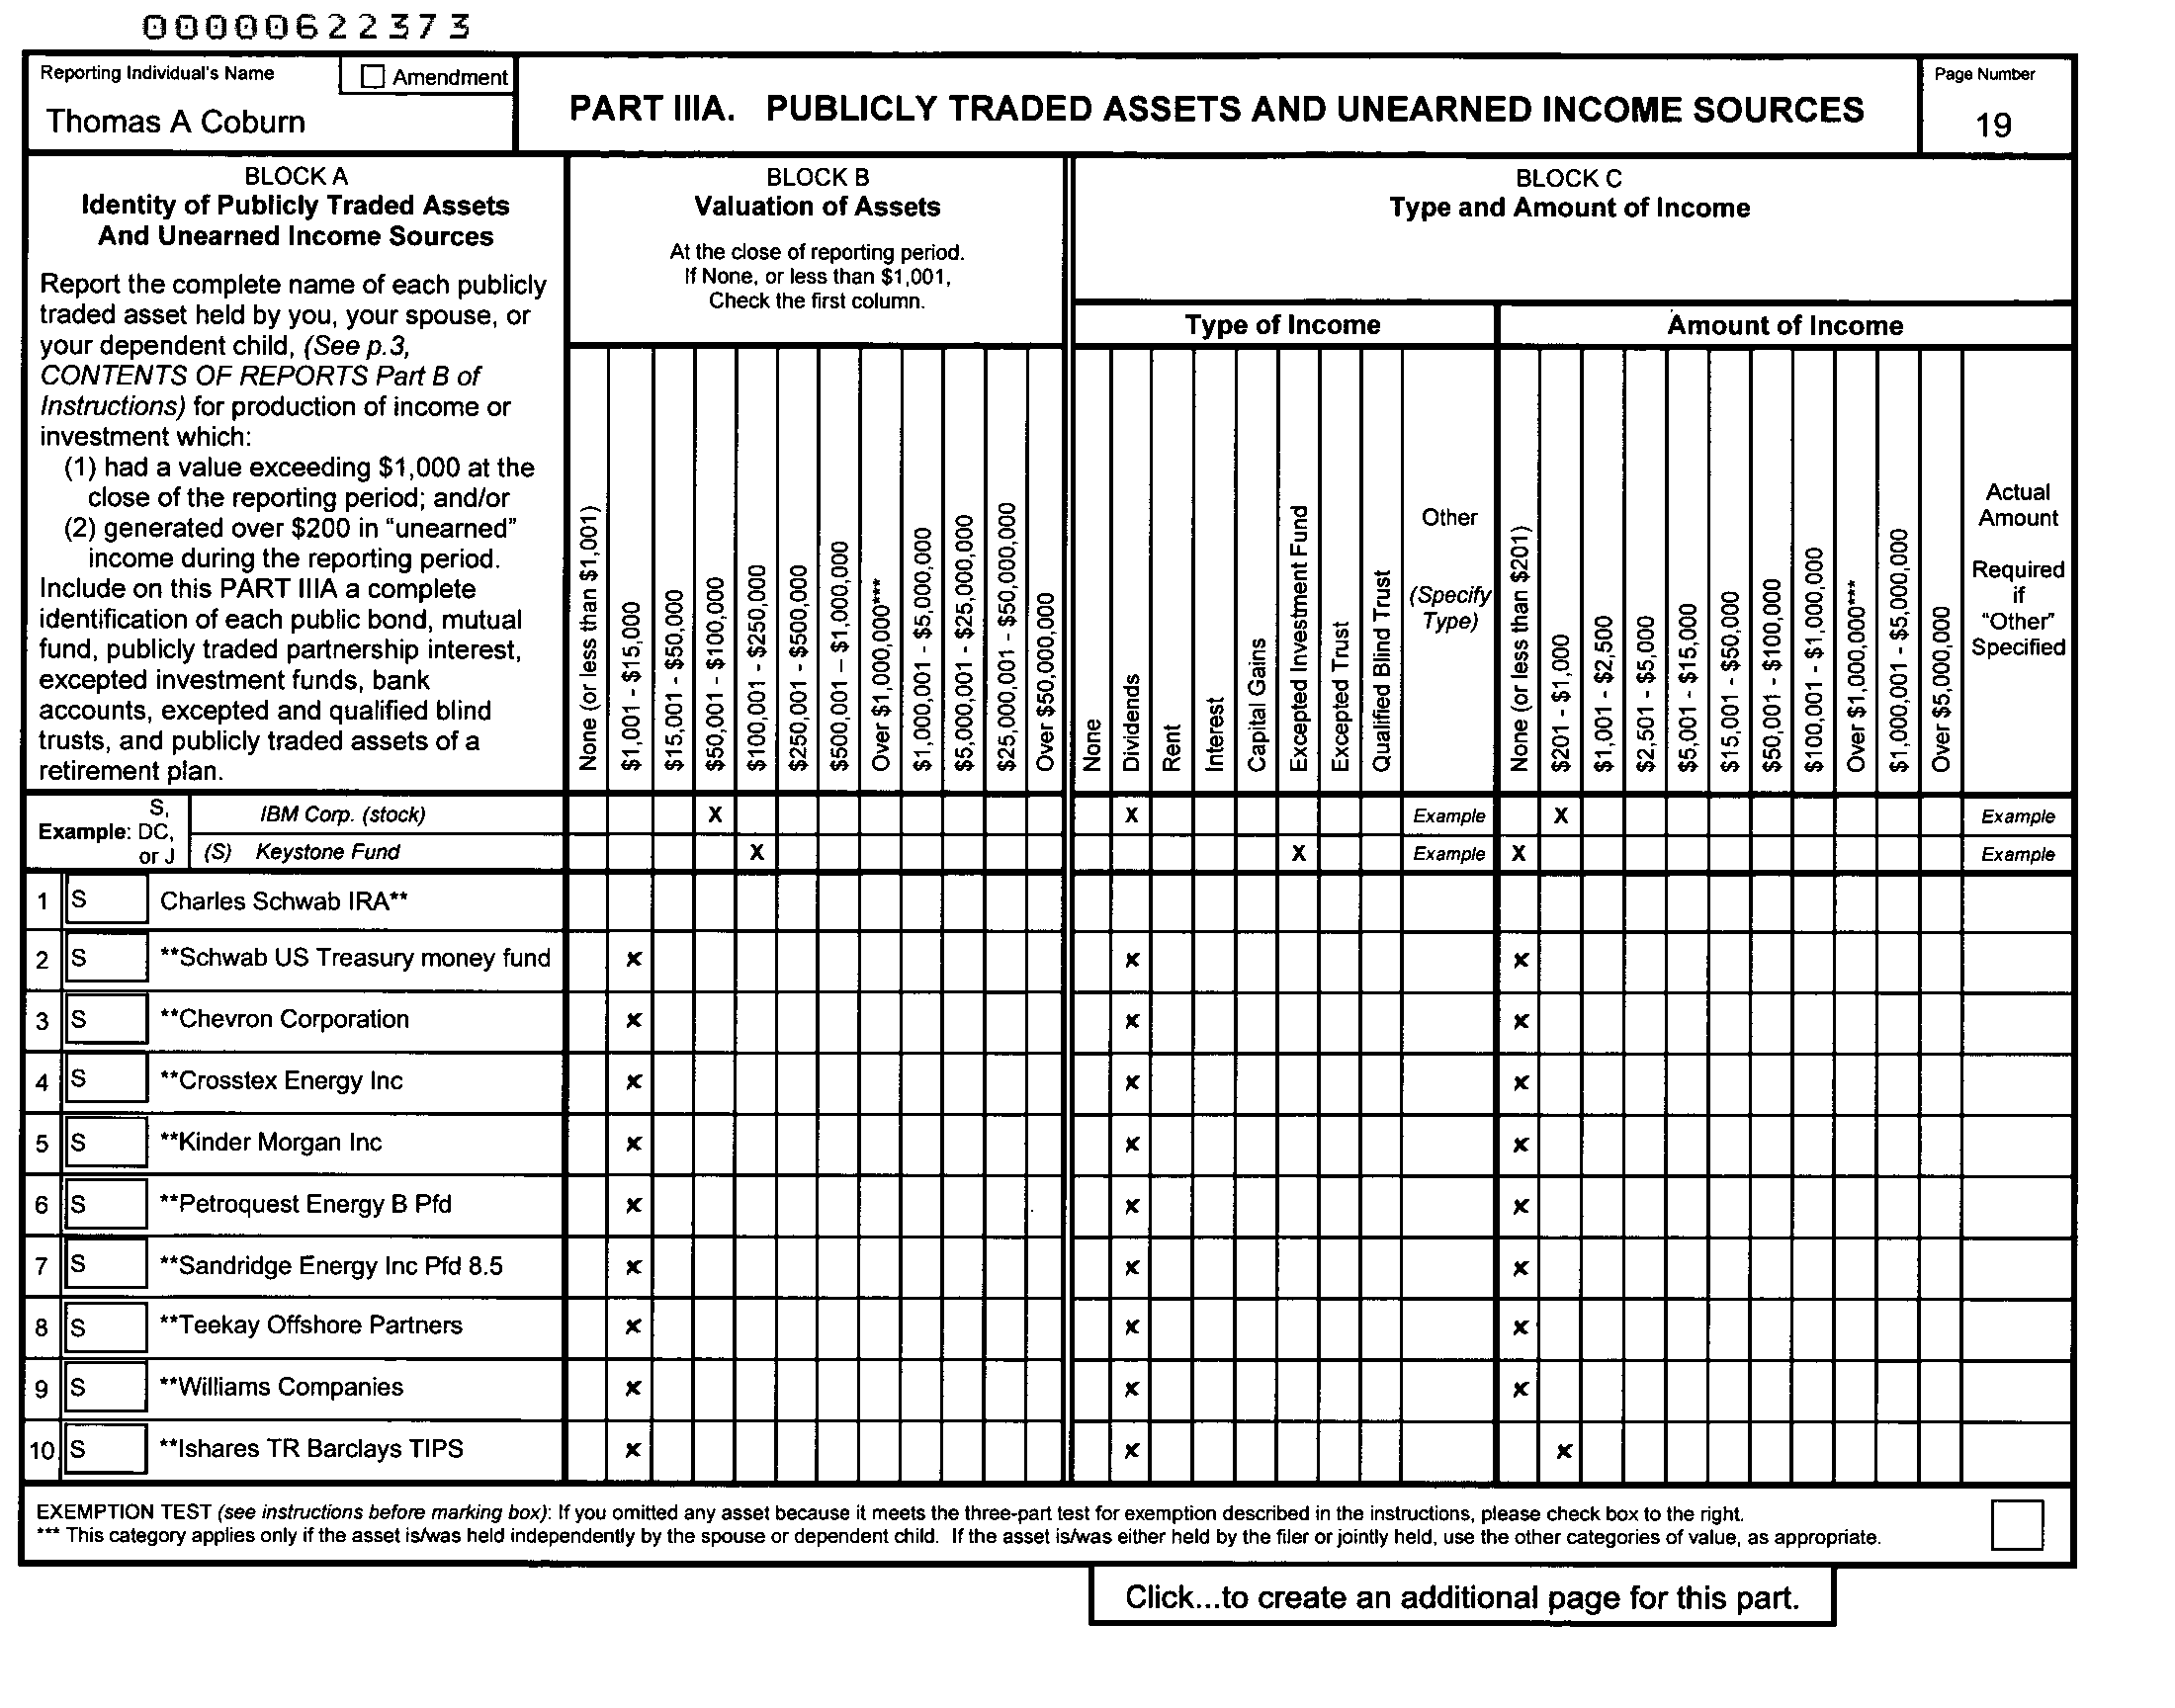 00000622373
Reporting Individual's Name
Amendment
Thomas A Coburn
PART IIIA. PUBLICLY TRADED ASSETS AND UNEARNED INCOME SOURCES
Page Number
19
BLOCK A
Identity of Publicly Traded Assets
And Unearned Income Sources
Report the complete name of each publicly
traded asset held by you, your spouse, or
your dependent child, (See p.3,
CONTENTS OF REPORTS Part B of
Instructions) for production of income or
investment which:
(1) had a value exceeding $1,000 at the
close of the reporting period; and/or
(2) generated over $200 in "unearned"
income during the reporting period.
Include on this PART IIIA a complete
identification of each public bond, mutual
fund, publicly traded partnership interest,
excepted investment funds, bank
accounts, excepted and qualified blind
trusts, and publicly traded assets of a
retirement plan.
BLOCK B
Valuation of Assets
At the close of reporting period.
If None, or less than $1,001,
Check the first column.
None (or less than $1,001)
$1,001 - $15,000
$15,001 - $50,000
$50,001 - $100,000
$100,001 - $250,000
$250,001 - $500,000
$500,001 – $1,000,000
Over $1,000,000***
$1,000,001 - $5,000,000
$5,000,001 - $25,000,000
$25,000,001 - $50,000,000
Over $50,000,000
BLOCK C
Type and Amount of Income
Type of Income
None
Dividends
Rent
Interest
Capital Gains
Excepted Investment Fund
Excepted Trust
Qualified Blind Trust
Other
(Specify
Type)
Amount of Income
None (or less than $201)
$201 - $1,000
$1,001 - $2,500
$2,501 - $5,000
$5,001 - $15,000
$15,001 - $50,000
$50,001 - $100,000
$100,001 - $1,000,000
Over $1,000,000***
$1,000,001 - $5,000,000
Over $5,000,000
Actual
Amount
Required
if
"Other"
Specified
Example: S,
DC,
or J
IBM Corp. (stock) X X Example X Example
(S) Keystone Fund X X Example X Example
1 S Charles Schwab IRA**
2 S **Schwab US Treasury money fund x x x
3 S **Chevron Corporation x x x
4 S **Crosstex Energy Inc x x x
5 S **Kinder Morgan Inc x x x
6 S **Petroquest Energy B Pfd x x x
7 S **Sandridge Energy Inc Pfd 8.5 x x x
8 S **Teekay Offshore Partners x x x
9 S **Williams Companies x x x
10 S **Ishares TR Barclays TIPS x x x
EXEMPTION TEST (see instructions before marking box): If you omitted any asset because it meets the three-part test for exemption described in the instructions, please check box to the right.
*** This category applies only if the asset is/was held independently by the spouse or dependent child. If the asset is/was either held by the filer or jointly held, use the other categories of value, as appropriate.
Click...to create an additional page for this part.